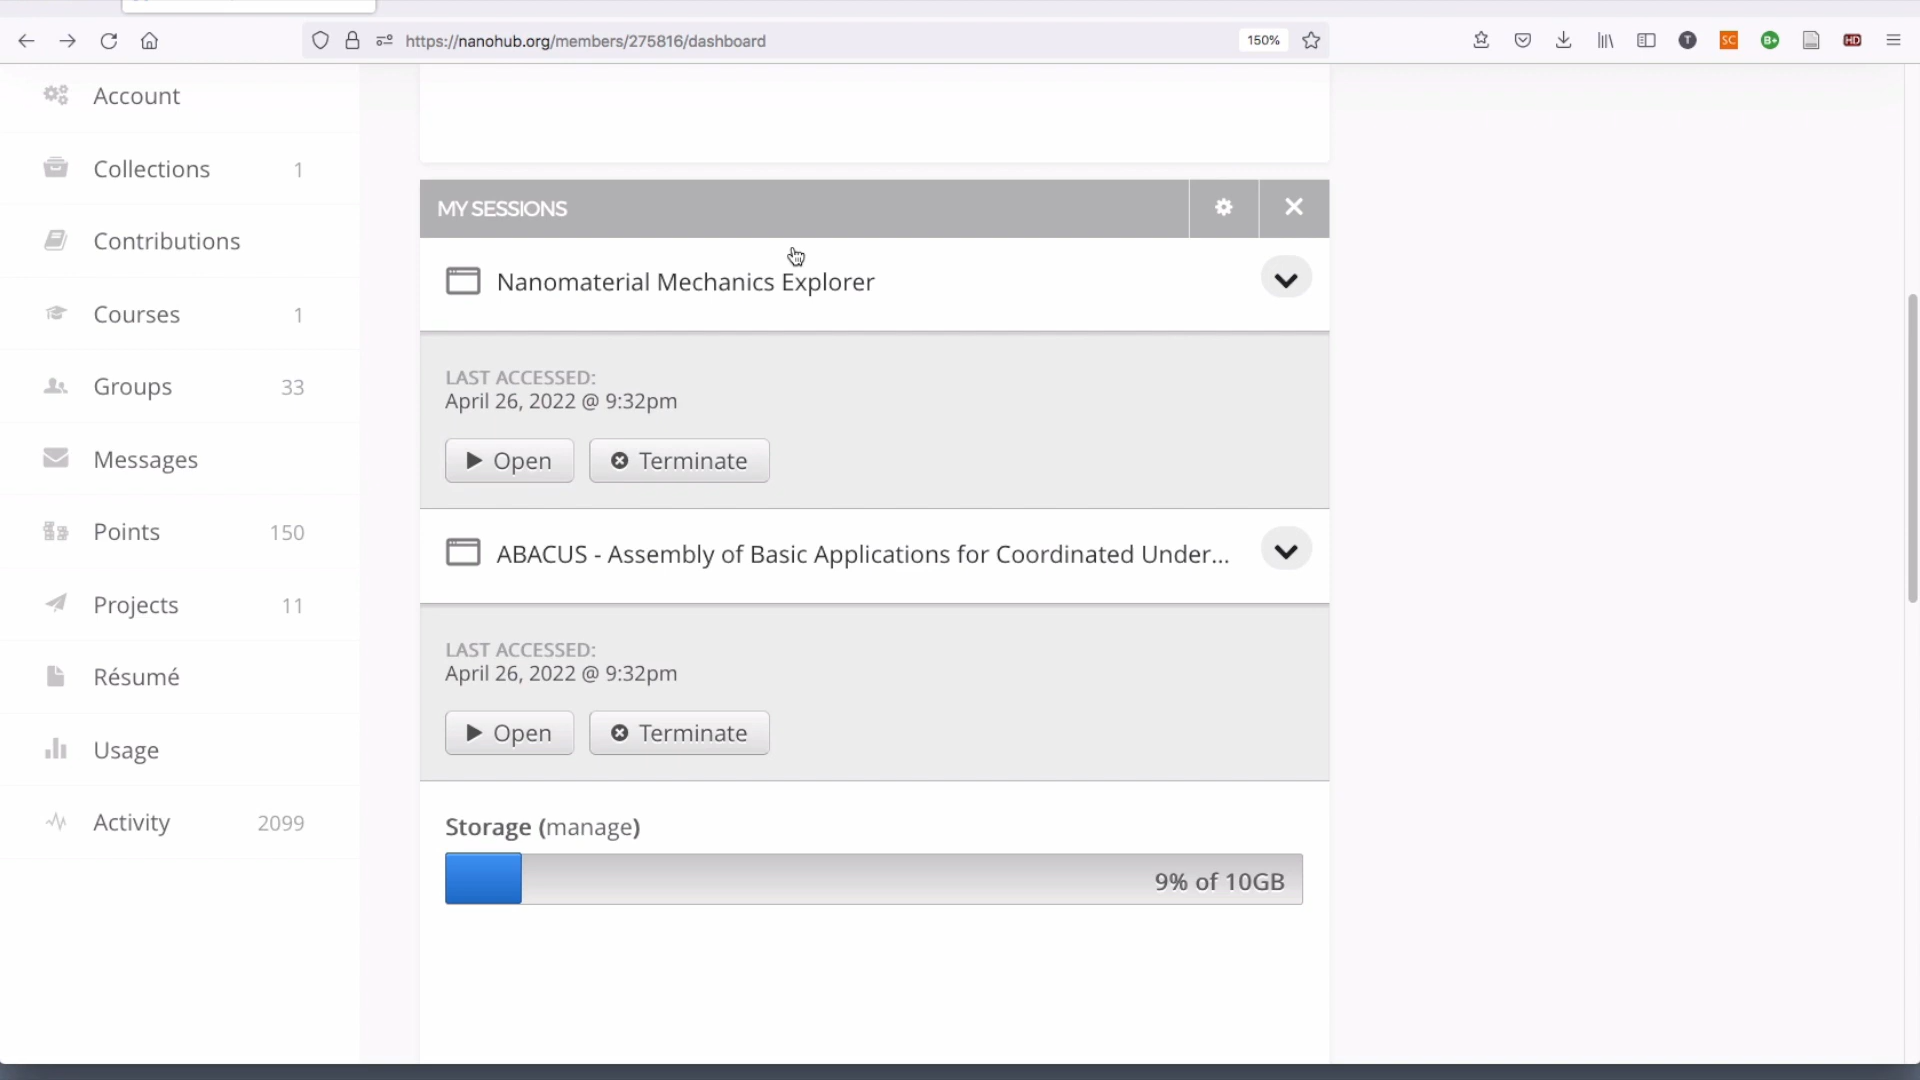 https://nanohub.org/members/275816/dashboard
150%
T
SC
B+
HD
Account
Collections 1
Contributions
Courses 1
Groups 33
Messages
Points 150
Projects 11
Résumé
Usage
Activity 2099
MY SESSIONS
Nanomaterial Mechanics Explorer
LAST ACCESSED:
April 26, 2022 @ 9:32pm
Open Terminate
ABACUS - Assembly of Basic Applications for Coordinated Under...
LAST ACCESSED:
April 26, 2022 @ 9:32pm
Open Terminate
Storage (manage)
9% of 10GB